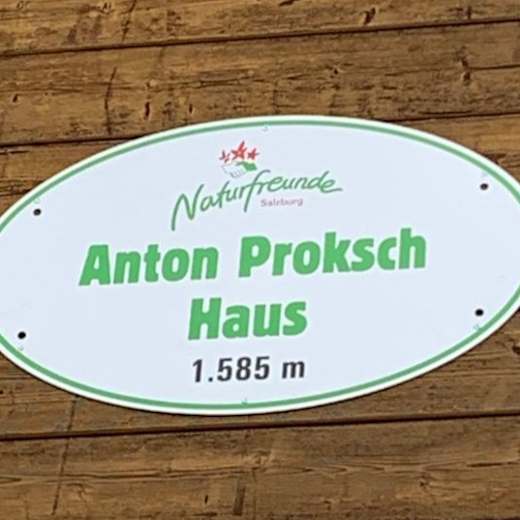 Naturfreunde
Salzburg
Anton Proksch
Haus
1.585 m